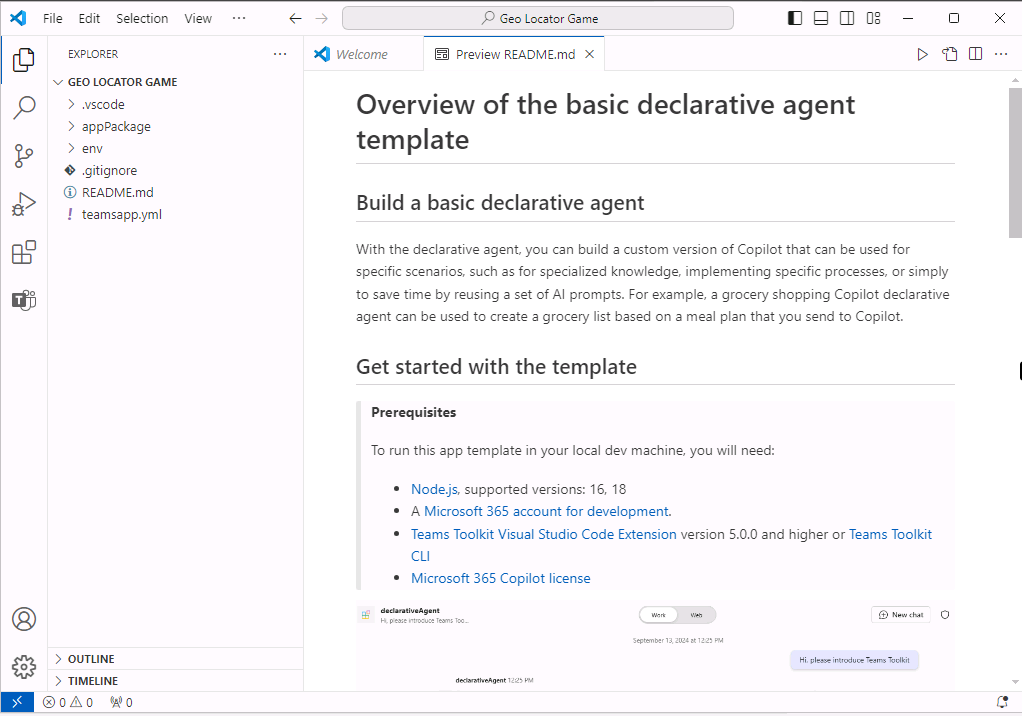 File Edit Selection View ··· Geo Locator Game
EXPLORER ···
Welcome Preview README.md
GEO LOCATOR GAME
.vscode
appPackage
env
.gitignore
README.md
teamsapp.yml
OUTLINE
TIMELINE
Overview of the basic declarative agent
template
Build a basic declarative agent
With the declarative agent, you can build a custom version of Copilot that can be used for
specific scenarios, such as for specialized knowledge, implementing specific processes, or simply
to save time by reusing a set of AI prompts. For example, a grocery shopping Copilot declarative
agent can be used to create a grocery list based on a meal plan that you send to Copilot.
Get started with the template
Prerequisites
To run this app template in your local dev machine, you will need:
• Node.js, supported versions: 16, 18
• A Microsoft 365 account for development.
• Teams Toolkit Visual Studio Code Extension version 5.0.0 and higher or Teams Toolkit
CLI
• Microsoft 365 Copilot license
declarativeAgent
Hi, please introduce Teams Too...
Work Web
New chat
September 13, 2024 at 12:25 PM
Hi, please introduce Teams Toolkit
declarativeAgent 12:25 PM
0 0 0